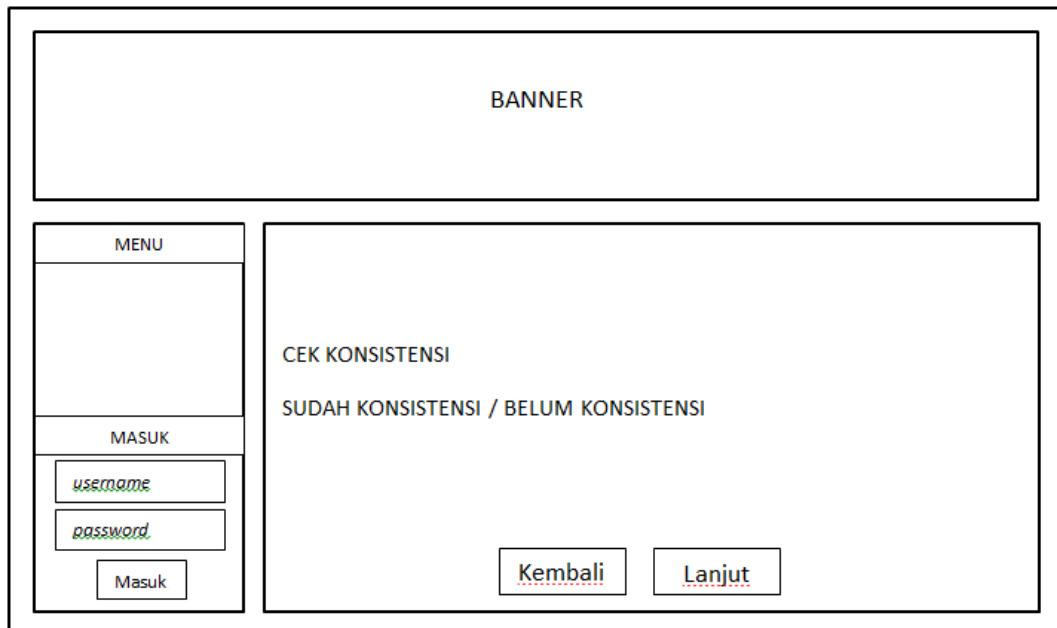 BANNER
MENU
MASUK
username
password
Masuk
CEK KONSISTENSI
SUDAH KONSISTENSI / BELUM KONSISTENSI
Kembali
Lanjut